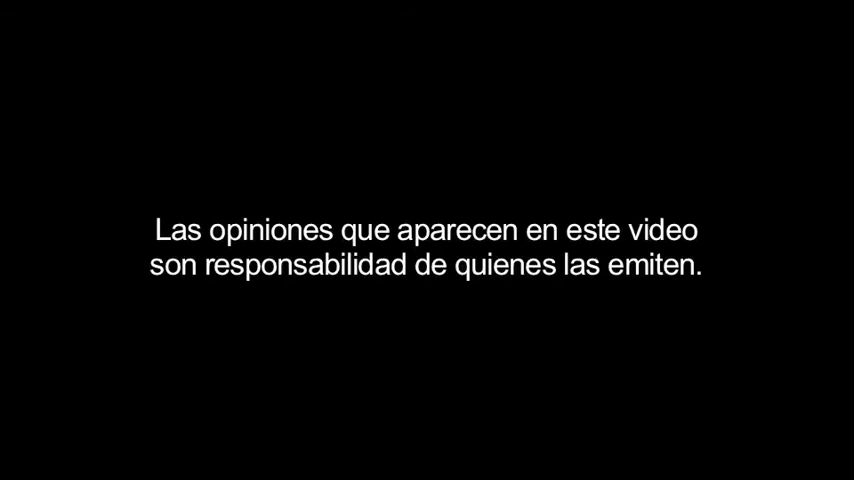 Las opiniones que aparecen en este video
son responsabilidad de quienes las emiten.